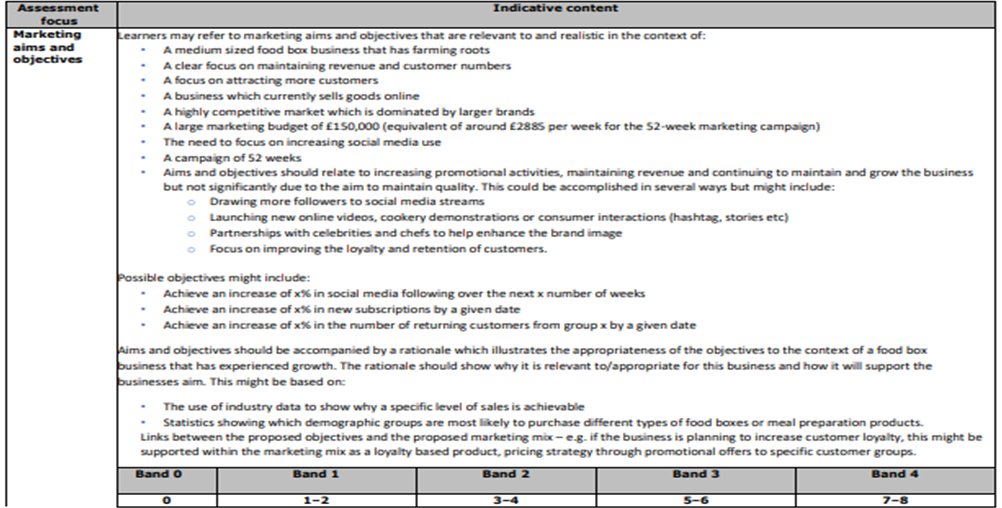 Assessment focus
Indicative content
Marketing aims and objectives
Learners may refer to marketing aims and objectives that are relevant to and realistic in the context of:
• A medium sized food box business that has farming roots
• A clear focus on maintaining revenue and customer numbers
• A focus on attracting more customers
• A business which currently sells goods online
• A highly competitive market which is dominated by larger brands
• A large marketing budget of £150,000 (equivalent of around £2885 per week for the 52-week marketing campaign)
• The need to focus on increasing social media use
• A campaign of 52 weeks
• Aims and objectives should relate to increasing promotional activities, maintaining revenue and continuing to maintain and grow the business
but not significantly due to the aim to maintain quality. This could be accomplished in several ways but might include:
o Drawing more followers to social media streams
o Launching new online videos, cookery demonstrations or consumer interactions (hashtag, stories etc)
o Partnerships with celebrities and chefs to help enhance the brand image
o Focus on improving the loyalty and retention of customers.
Possible objectives might include:
• Achieve an increase of x% in social media following over the next x number of weeks
• Achieve an increase of x% in new subscriptions by a given date
• Achieve an increase of x% in the number of returning customers from group x by a given date
Aims and objectives should be accompanied by a rationale which illustrates the appropriateness of the objectives to the context of a food box
business that has experienced growth. The rationale should show why it is relevant to/appropriate for this business and how it will support the
businesses aim. This might be based on:
• The use of industry data to show why a specific level of sales is achievable
• Statistics showing which demographic groups are most likely to purchase different types of food boxes or meal preparation products.
Links between the proposed objectives and the proposed marketing mix – e.g. if the business is planning to increase customer loyalty, this might be
supported within the marketing mix as a loyalty based product, pricing strategy through promotional offers to specific customer groups.
Band 0 Band 1 Band 2 Band 3 Band 4
0 1–2 3–4 5–6 7–8